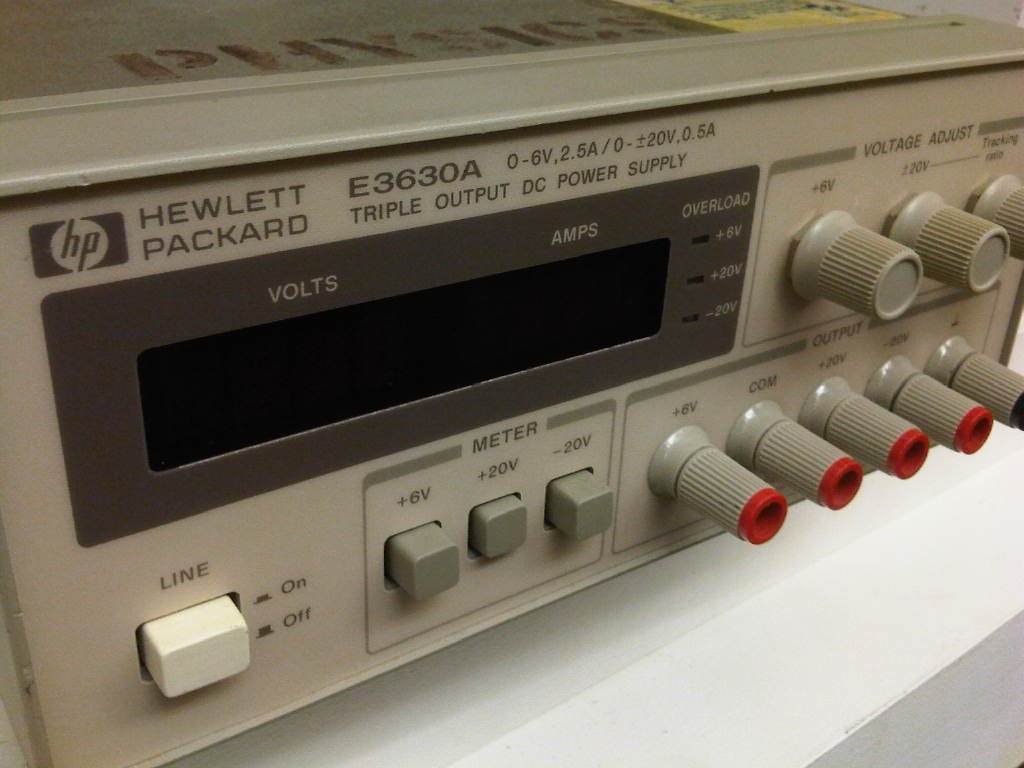 PHYSICS
hp HEWLETT
PACKARD
E3630A 0-6V,2.5A/0-±20V,0.5A
TRIPLE OUTPUT DC POWER SUPPLY
VOLTS
AMPS
OVERLOAD
+6V
+20V
-20V
VOLTAGE ADJUST
+6V
±20V
Tracking
ratio
OUTPUT
+6V
COM
+20V
-20V
METER
+6V
+20V
-20V
LINE
On
Off